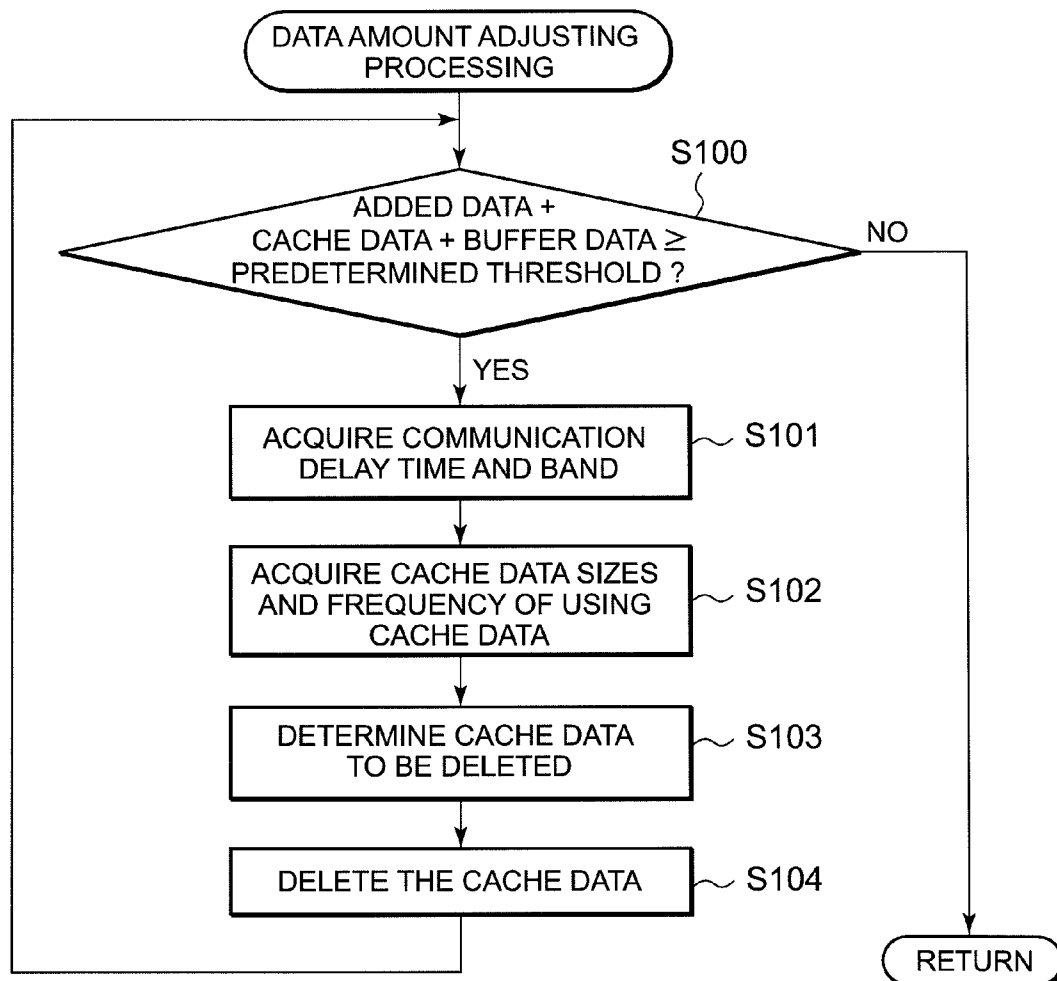 DATA AMOUNT ADJUSTING
PROCESSING
S100
ADDED DATA +
CACHE DATA + BUFFER DATA ≥
PREDETERMINED THRESHOLD ?
NO
YES
ACQUIRE COMMUNICATION
DELAY TIME AND BAND
S101
ACQUIRE CACHE DATA SIZES
AND FREQUENCY OF USING
CACHE DATA
S102
DETERMINE CACHE DATA
TO BE DELETED
S103
DELETE THE CACHE DATA
S104
RETURN